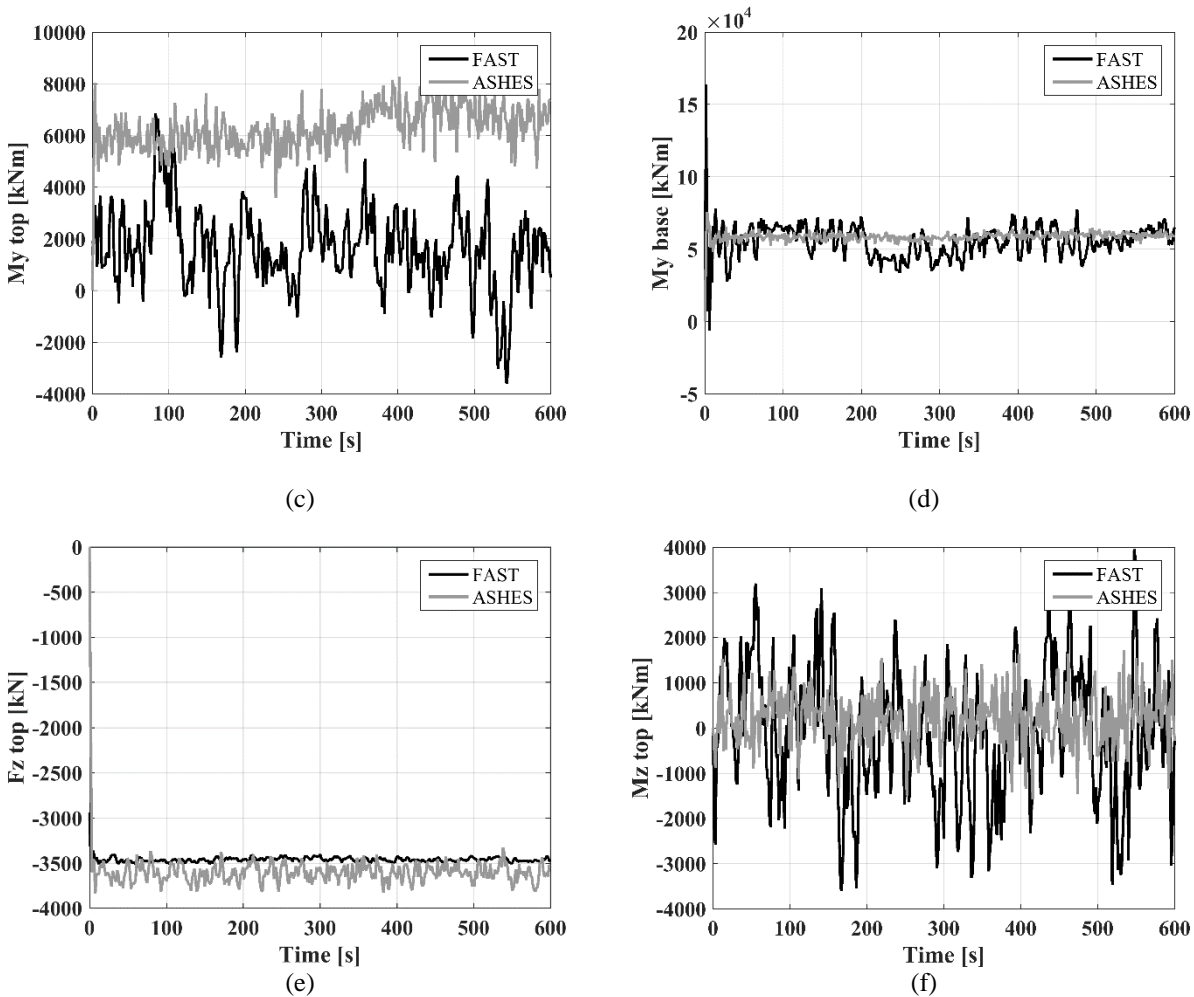 10000
8000
6000
4000
2000
0
-2000
-4000
My top [kNm]
0 100 200 300 400 500 600
Time [s]
FAST
ASHES
(c)
×10⁴
20
15
10
5
0
-5
My base [kNm]
0 100 200 300 400 500 600
Time [s]
FAST
ASHES
(d)
0
-500
-1000
-1500
-2000
-2500
-3000
-3500
-4000
Fz top [kN]
0 100 200 300 400 500 600
Time [s]
FAST
ASHES
(e)
4000
3000
2000
1000
0
-1000
-2000
-3000
-4000
Mz top [kNm]
0 100 200 300 400 500 600
Time [s]
FAST
ASHES
(f)